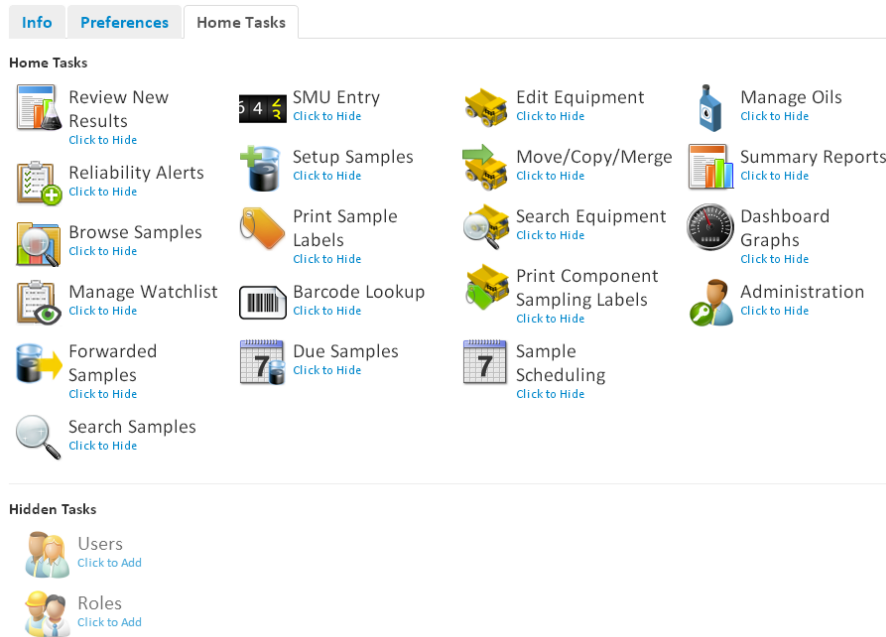 Info
Preferences
Home Tasks
Home Tasks
Review New
Results
Click to Hide
Reliability Alerts
Click to Hide
Browse Samples
Click to Hide
Manage Watchlist
Click to Hide
Forwarded
Samples
Click to Hide
Search Samples
Click to Hide
6 4 2 3
SMU Entry
Click to Hide
Setup Samples
Click to Hide
Print Sample
Labels
Click to Hide
Barcode Lookup
Click to Hide
7
Due Samples
Click to Hide
Edit Equipment
Click to Hide
Move/Copy/Merge
Click to Hide
Search Equipment
Click to Hide
Print Component
Sampling Labels
Click to Hide
7
Sample
Scheduling
Click to Hide
Manage Oils
Click to Hide
Summary Reports
Click to Hide
Dashboard
Graphs
Click to Hide
Administration
Click to Hide
Hidden Tasks
Users
Click to Add
Roles
Click to Add